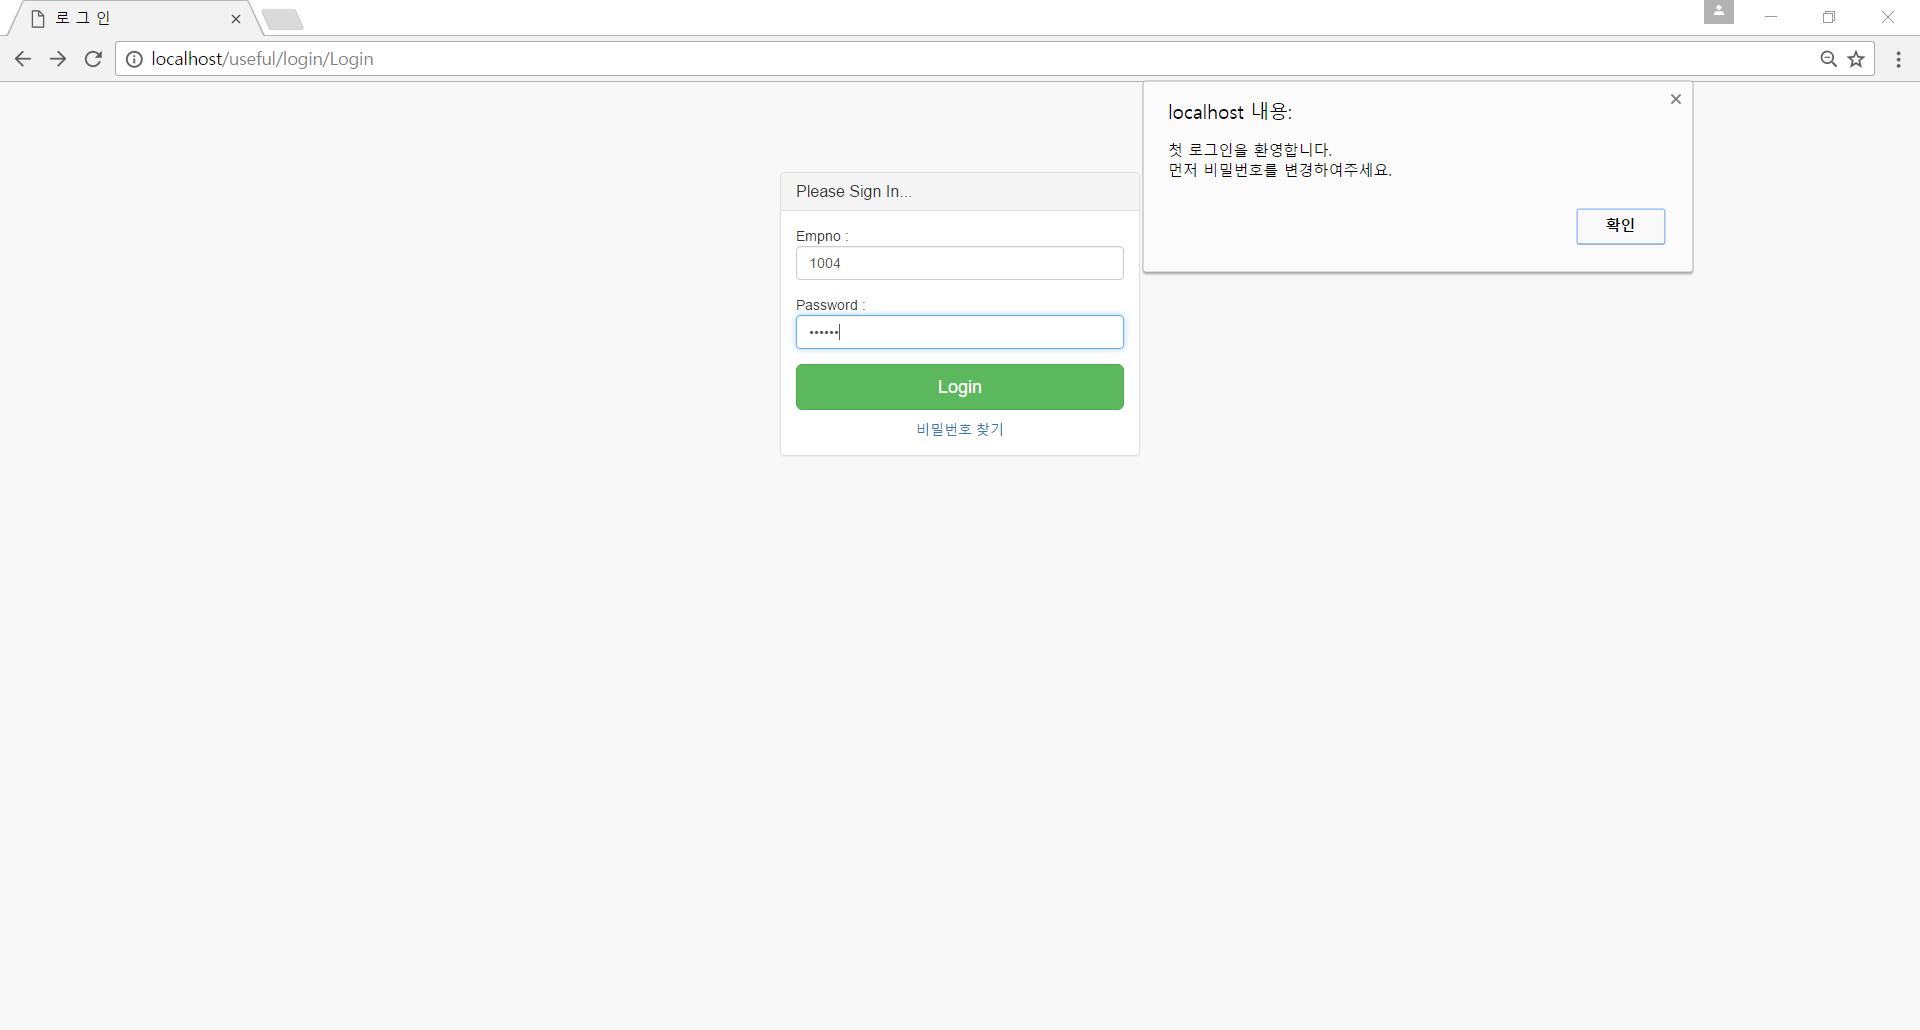 로 그 인
localhost/useful/login/Login
localhost 내용:
첫 로그인을 환영합니다.
먼저 비밀번호를 변경하여주세요.
확인
Please Sign In...
Empno :
1004
Password :
••••••
Login
비밀번호 찾기